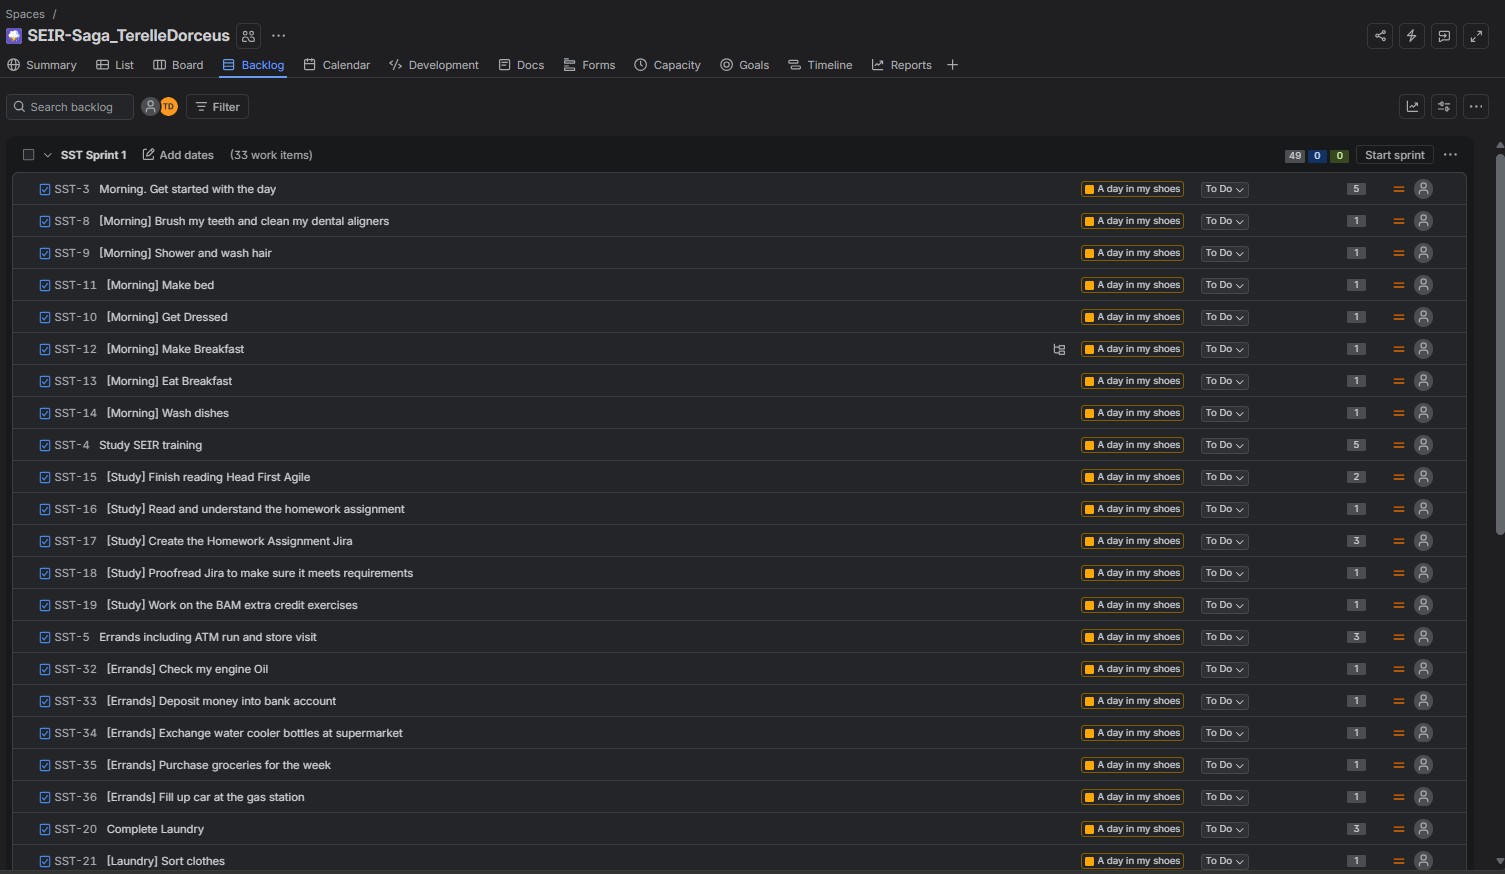 Spaces /
SEIR-Saga_TerelleDorceus
Summary List Board Backlog Calendar Development Docs Forms Capacity Goals Timeline Reports
Search backlog TD Filter
SST Sprint 1 Add dates (33 work items) 49 0 0 Start sprint
SST-3 Morning. Get started with the day A day in my shoes To Do 5
SST-8 [Morning] Brush my teeth and clean my dental aligners A day in my shoes To Do 1
SST-9 [Morning] Shower and wash hair A day in my shoes To Do 1
SST-11 [Morning] Make bed A day in my shoes To Do 1
SST-10 [Morning] Get Dressed A day in my shoes To Do 1
SST-12 [Morning] Make Breakfast A day in my shoes To Do 1
SST-13 [Morning] Eat Breakfast A day in my shoes To Do 1
SST-14 [Morning] Wash dishes A day in my shoes To Do 1
SST-4 Study SEIR training A day in my shoes To Do 5
SST-15 [Study] Finish reading Head First Agile A day in my shoes To Do 2
SST-16 [Study] Read and understand the homework assignment A day in my shoes To Do 1
SST-17 [Study] Create the Homework Assignment Jira A day in my shoes To Do 3
SST-18 [Study] Proofread Jira to make sure it meets requirements A day in my shoes To Do 1
SST-19 [Study] Work on the BAM extra credit exercises A day in my shoes To Do 1
SST-5 Errands including ATM run and store visit A day in my shoes To Do 3
SST-32 [Errands] Check my engine Oil A day in my shoes To Do 1
SST-33 [Errands] Deposit money into bank account A day in my shoes To Do 1
SST-34 [Errands] Exchange water cooler bottles at supermarket A day in my shoes To Do 1
SST-35 [Errands] Purchase groceries for the week A day in my shoes To Do 1
SST-36 [Errands] Fill up car at the gas station A day in my shoes To Do 1
SST-20 Complete Laundry A day in my shoes To Do 3
SST-21 [Laundry] Sort clothes A day in my shoes To Do 1